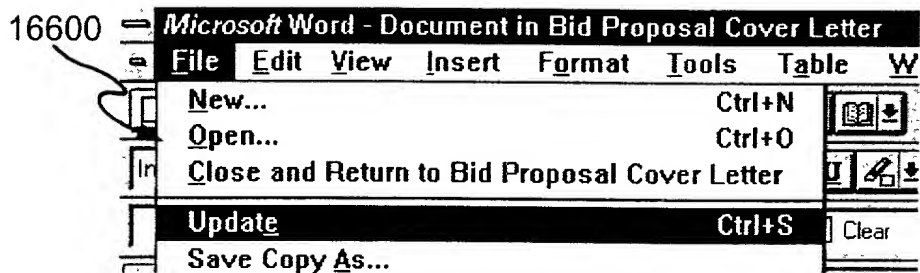 16600
Microsoft Word - Document in Bid Proposal Cover Letter
File Edit View Insert Format Tools Table W
New... Ctrl+N
Open... Ctrl+O
In Close and Return to Bid Proposal Cover Letter U
Update Ctrl+S Clear
Save Copy As...